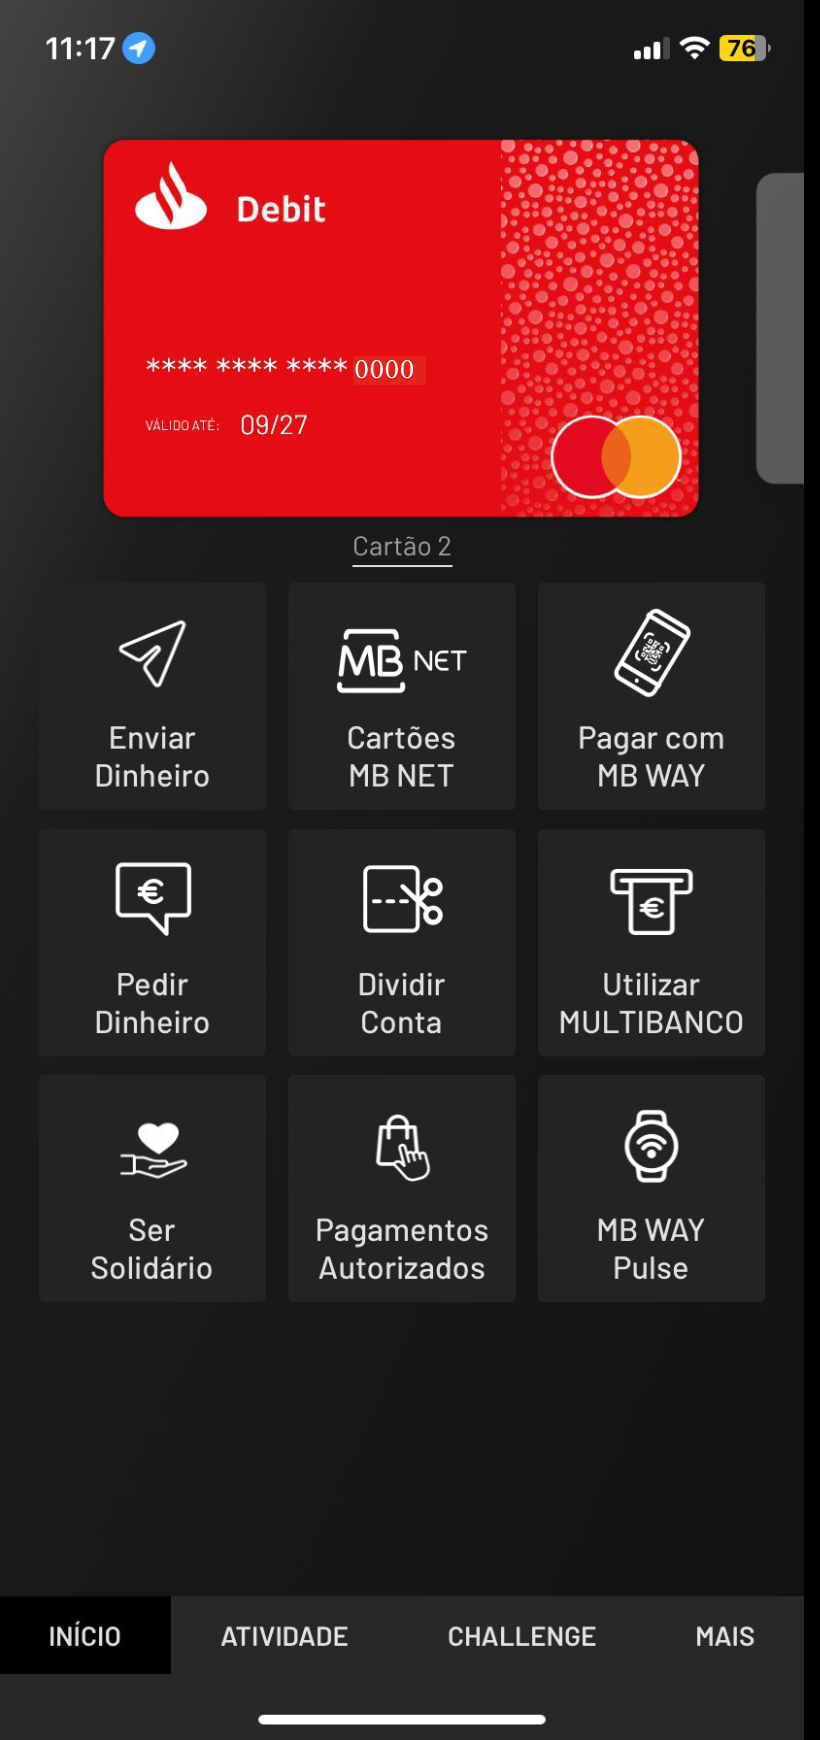 11:17
76
Debit
**** **** **** 0000
VÁLIDO ATÉ: 09/27
Cartão 2
Enviar
Dinheiro
MB NET
Cartões
MB NET
Pagar com
MB WAY
€
Pedir
Dinheiro
Dividir
Conta
€
Utilizar
MULTIBANCO
Ser
Solidário
Pagamentos
Autorizados
MB WAY
Pulse
INÍCIO
ATIVIDADE
CHALLENGE
MAIS